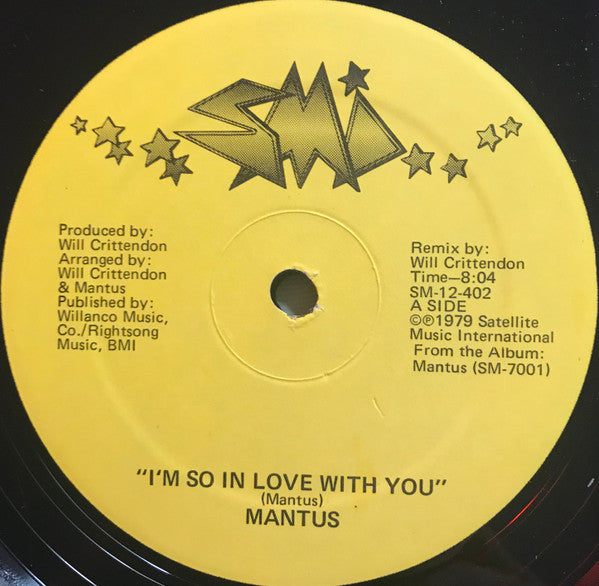 SMI
Produced by:
Will Crittendon
Arranged by:
Will Crittendon
& Mantus
Published by:
Willanco Music,
Co./Rightsong
Music, BMI
Remix by:
Will Crittendon
Time—8:04
SM-12-402
A SIDE
©℗1979 Satellite
Music International
From the Album:
Mantus (SM-7001)
"I'M SO IN LOVE WITH YOU"
(Mantus)
MANTUS